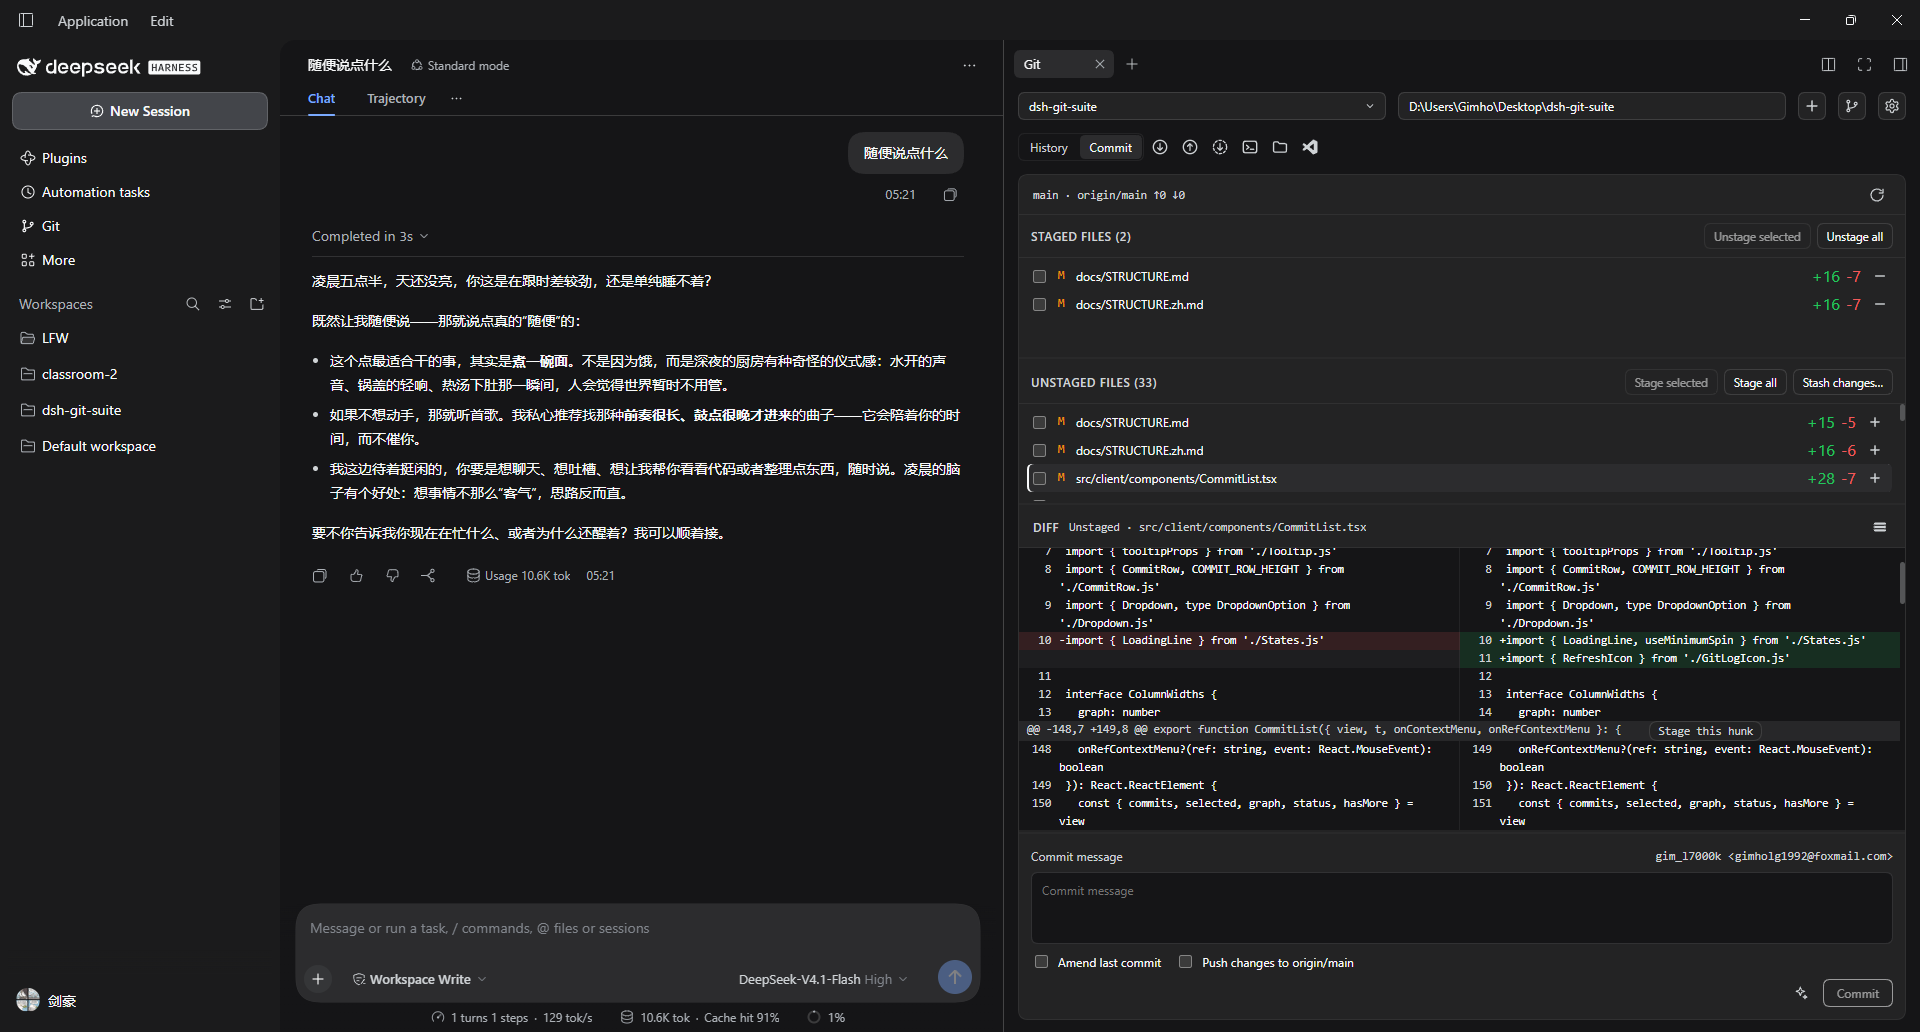 Application Edit
deepseek HARNESS
New Session
Plugins
Automation tasks
Git
More
Workspaces
LFW
classroom-2
dsh-git-suite
Default workspace
剑豪
随便说点什么 Standard mode
Chat Trajectory
随便说点什么
05:21
Completed in 3s
凌晨五点半，天还没亮，你这是在跟时差较劲，还是单纯睡不着？
既然让我随便说——那就说点真的“随便”的：
• 这个点最适合干的事，其实是煮一碗面。不是因为饿，而是深夜的厨房有种奇怪的仪式感：水开的声
音、锅盖的轻响、热汤下肚那一瞬间，人会觉得世界暂时不用管。
• 如果不想动手，那就听首歌。我私心推荐找那种前奏很长、鼓点很晚才进来的曲子——它会陪着你的时
间，而不催你。
• 我这边待着挺闲的，你要是想聊天、想吐槽、想让我帮你看看代码或者整理点东西，随时说。凌晨的脑
子有个好处：想事情不那么“客气”，思路反而直。
要不你告诉我你现在在忙什么、或者为什么还醒着？我可以顺着接。
Usage 10.6K tok 05:21
Message or run a task, / commands, @ files or sessions
Workspace Write DeepSeek-V4.1-Flash High
1 turns 1 steps · 129 tok/s 10.6K tok · Cache hit 91% 1%
Git
dsh-git-suite D:\Users\Gimho\Desktop\dsh-git-suite
History Commit
main · origin/main ↑0 ↓0
STAGED FILES (2) Unstage selected Unstage all
M docs/STRUCTURE.md +16 -7
M docs/STRUCTURE.zh.md +16 -7
UNSTAGED FILES (33) Stage selected Stage all Stash changes...
M docs/STRUCTURE.md +15 -5
M docs/STRUCTURE.zh.md +16 -6
M src/client/components/CommitList.tsx +28 -7
DIFF Unstaged · src/client/components/CommitList.tsx
7 import { tooltipProps } from './Tooltip.js' 7 import { tooltipProps } from './Tooltip.js'
8 import { CommitRow, COMMIT_ROW_HEIGHT } from 8 import { CommitRow, COMMIT_ROW_HEIGHT } from
'./CommitRow.js' './CommitRow.js'
9 import { Dropdown, type DropdownOption } from 9 import { Dropdown, type DropdownOption } from
'./Dropdown.js' './Dropdown.js'
10 -import { LoadingLine } from './States.js' 10 +import { LoadingLine, useMinimumSpin } from './States.js'
11 +import { RefreshIcon } from './GitLogIcon.js'
11 12
12 interface ColumnWidths { 13 interface ColumnWidths {
13 graph: number 14 graph: number
@@ -148,7 +149,8 @@ export function CommitList({ view, t, onContextMenu, onRefContextMenu }: { Stage this hunk
148 onRefContextMenu?(ref: string, event: React.MouseEvent): 149 onRefContextMenu?(ref: string, event: React.MouseEvent):
boolean boolean
149 }): React.ReactElement { 150 }): React.ReactElement {
150 const { commits, selected, graph, status, hasMore } = 151 const { commits, selected, graph, status, hasMore } =
view view
Commit message gim_17000k <gimholg1992@foxmail.com>
Commit message
Amend last commit Push changes to origin/main
Commit